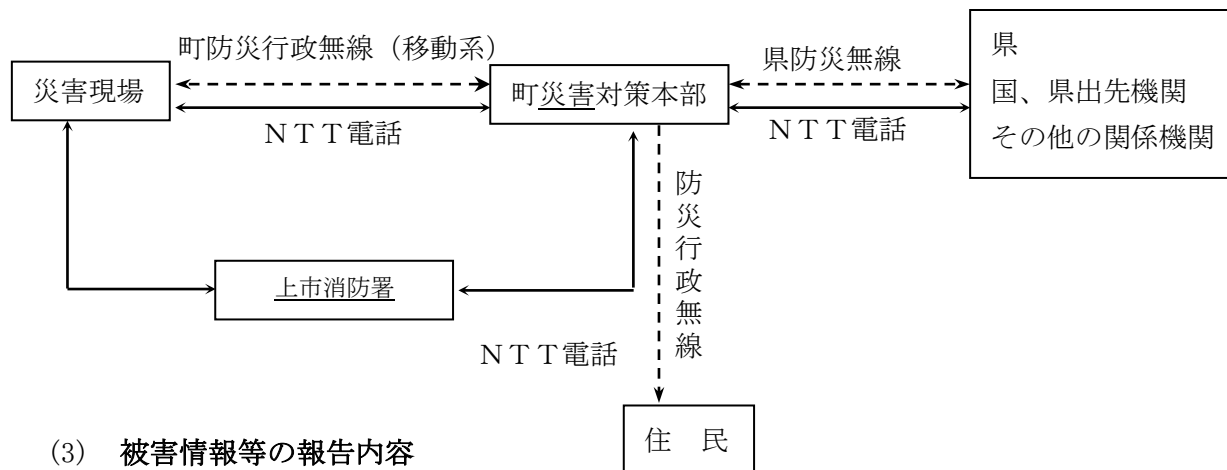 町防災行政無線（移動系）
県防災無線
県
国、県出先機関
その他の関係機関
災害現場
町災害対策本部
ＮＴＴ電話
ＮＴＴ電話
防災行政無線
上市消防署
ＮＴＴ電話
住　民
(3)　被害情報等の報告内容